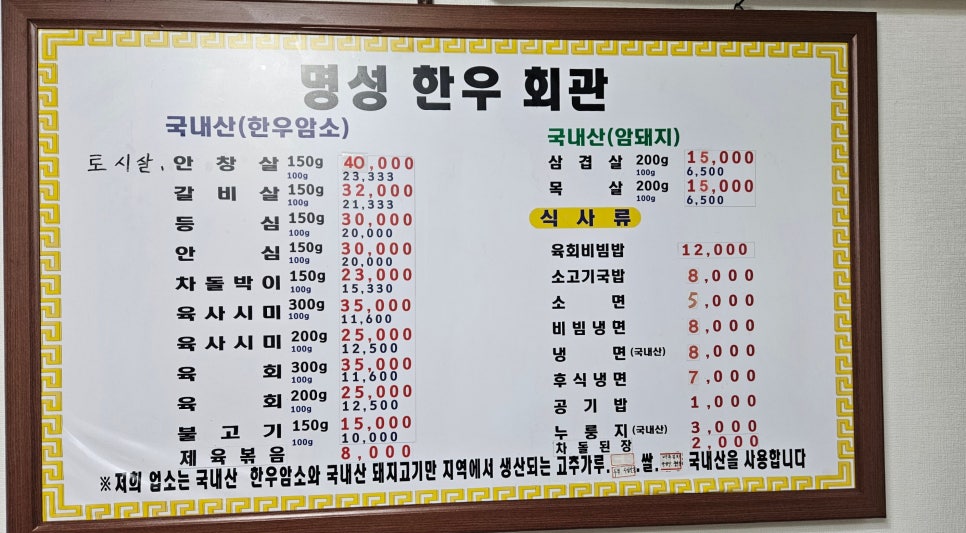 명성 한우 회관
국내산(한우암소)
토시살, 안창살 150g 40,000
100g 23,333
갈비살 150g 32,000
100g 21,333
등심 150g 30,000
100g 20,000
안심 150g 30,000
100g 20,000
차돌박이 150g 23,000
100g 15,330
육사시미 300g 35,000
100g 11,600
육사시미 200g 25,000
100g 12,500
육회 300g 35,000
100g 11,600
육회 200g 25,000
100g 12,500
불고기 150g 15,000
100g 10,000
제육볶음 8,000
국내산(암돼지)
삼겹살 200g 15,000
100g 6,500
목살 200g 15,000
100g 6,500
식사류
육회비빔밥 12,000
소고기국밥 8,000
소면 5,000
비빔냉면 8,000
냉면(국내산) 8,000
후식냉면 7,000
공기밥 1,000
누룽지(국내산) 3,000
차돌된장 2,000
※저희 업소는 국내산 한우암소와 국내산 돼지고기만 지역에서 생산되는 고추가루. .쌀. 국내산을 사용합니다